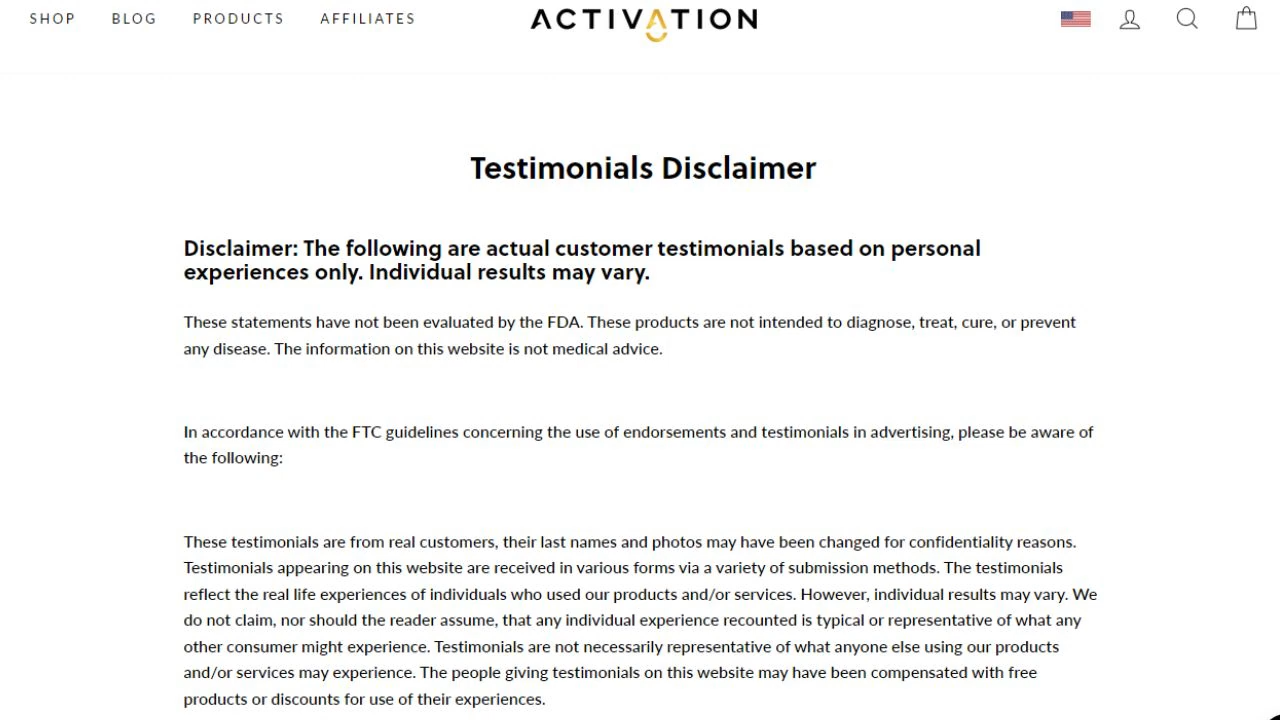 SHOP BLOG PRODUCTS AFFILIATES ACTIVATION
Testimonials Disclaimer
Disclaimer: The following are actual customer testimonials based on personal
experiences only. Individual results may vary.
These statements have not been evaluated by the FDA. These products are not intended to diagnose, treat, cure, or prevent
any disease. The information on this website is not medical advice.
In accordance with the FTC guidelines concerning the use of endorsements and testimonials in advertising, please be aware of
the following:
These testimonials are from real customers, their last names and photos may have been changed for confidentiality reasons.
Testimonials appearing on this website are received in various forms via a variety of submission methods. The testimonials
reflect the real life experiences of individuals who used our products and/or services. However, individual results may vary. We
do not claim, nor should the reader assume, that any individual experience recounted is typical or representative of what any
other consumer might experience. Testimonials are not necessarily representative of what anyone else using our products
and/or services may experience. The people giving testimonials on this website may have been compensated with free
products or discounts for use of their experiences.